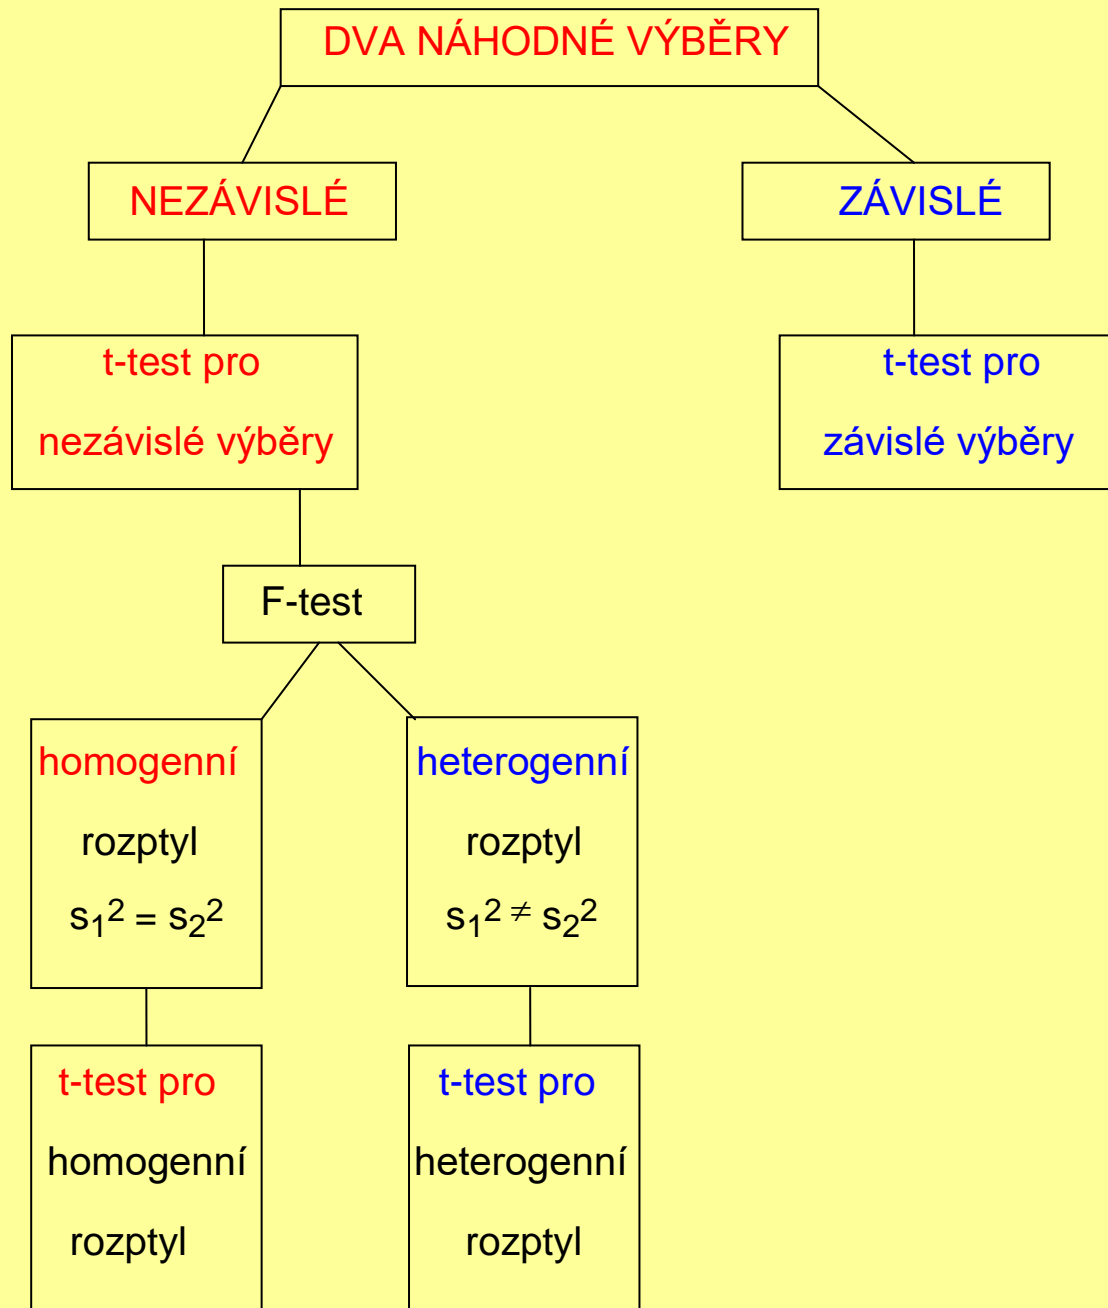 DVA NÁHODNÉ VÝBĚRY
NEZÁVISLÉ
ZÁVISLÉ
t-test pro
nezávislé výběry
t-test pro
závislé výběry
F-test
homogenní
rozptyl
s₁² = s₂²
heterogenní
rozptyl
s₁² ≠ s₂²
t-test pro
homogenní
rozptyl
t-test pro
heterogenní
rozptyl